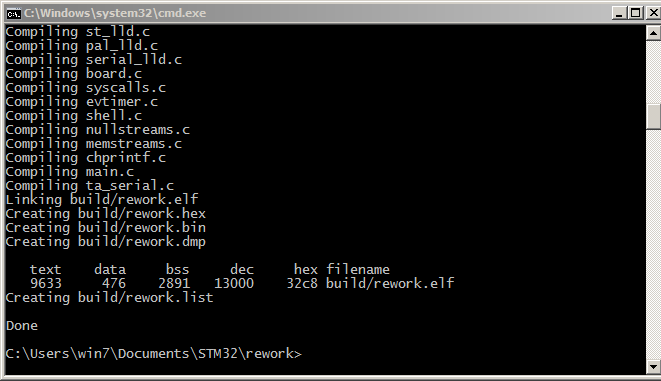 C:\Windows\system32\cmd.exe
Compiling st_lld.c
Compiling pal_lld.c
Compiling serial_lld.c
Compiling board.c
Compiling syscalls.c
Compiling evtimer.c
Compiling shell.c
Compiling nullstreams.c
Compiling memstreams.c
Compiling chprintf.c
Compiling main.c
Compiling ta_serial.c
Linking build/rework.elf
Creating build/rework.hex
Creating build/rework.bin
Creating build/rework.dmp
   text    data     bss     dec     hex filename
   9633     476    2891   13000    32c8 build/rework.elf
Creating build/rework.list
Done
C:\Users\win7\Documents\STM32\rework>